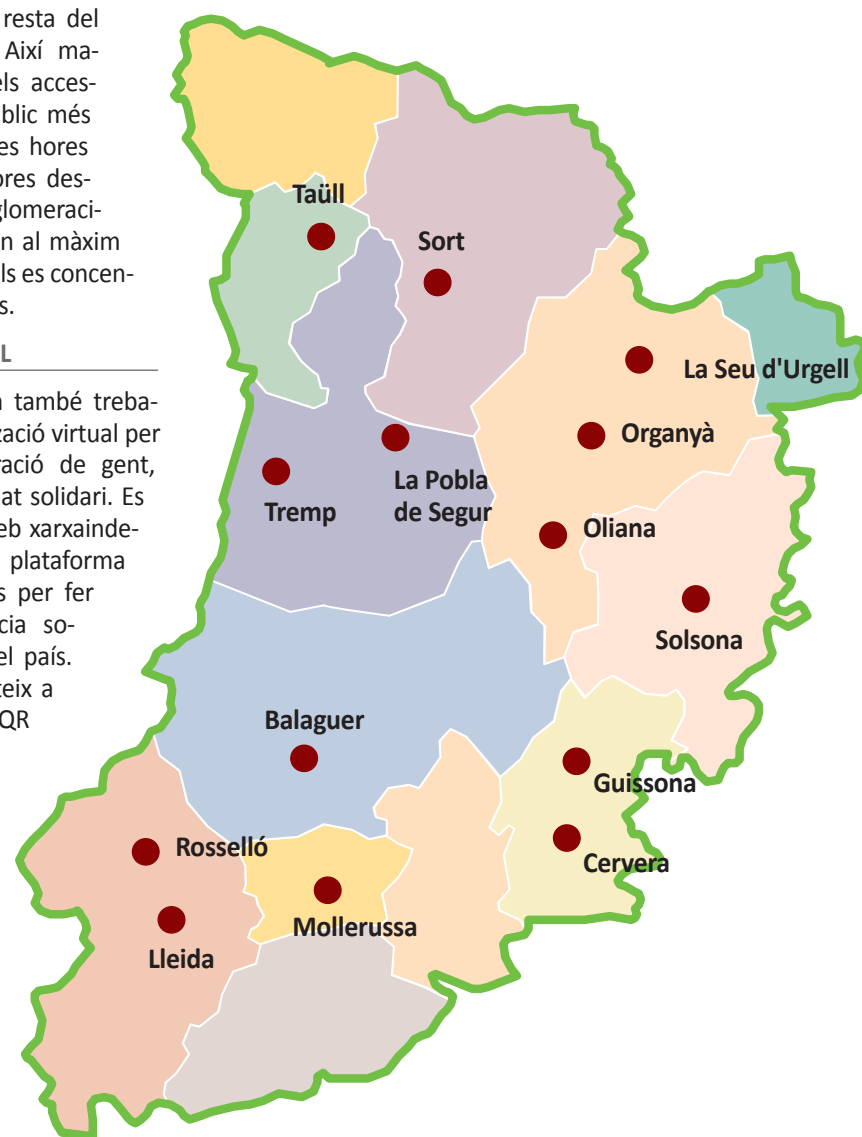 resta del
Així ma-
els acces-
blic més
es hores
ores des-
glomeraci-
n al màxim
ls es concen-
s.
L
n també treba-
zació virtual per
ració de gent,
at solidari. Es
eb xarxainde-
plataforma
s per fer
cia so-
el país.
teix a
QR
Taüll
Sort
La Seu d'Urgell
Organyà
La Pobla
de Segur
Tremp
Oliana
Solsona
Balaguer
Guissona
Rosselló
Cervera
Mollerussa
Lleida